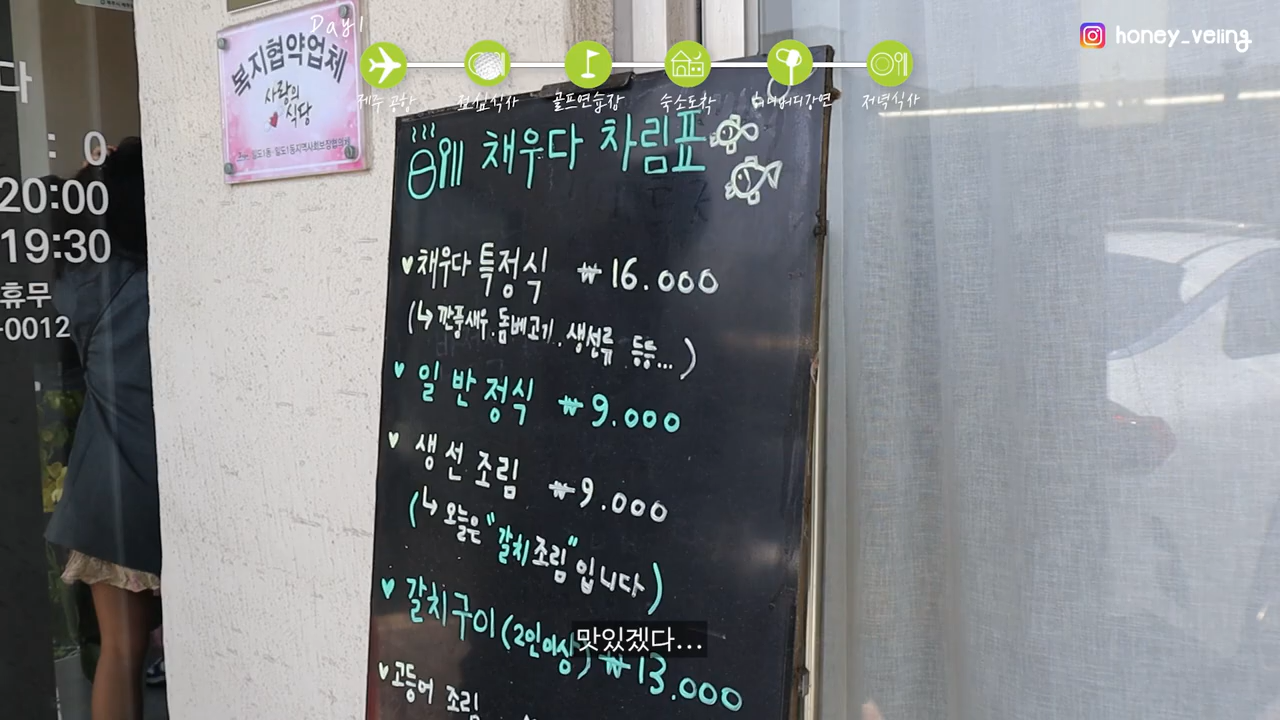 Day1
honey_veling
제주 공항
점심식사
골프연습장
숙소도착
저녁식사
복지협약업체
사랑의
식당
다
: 0
20:00
19:30
휴무
-0012
채우다 차림표
♥채우다 특정식 ₩16.000
(↳깐풍새우.돔베고기.생선류 등등...)
♥일반정식 ₩9.000
♥생선조림 ₩9.000
(↳오늘은 "갈치조림"입니다)
♥갈치구이(2인이상) ₩13.000
맛있겠다...
♥고등어 조림